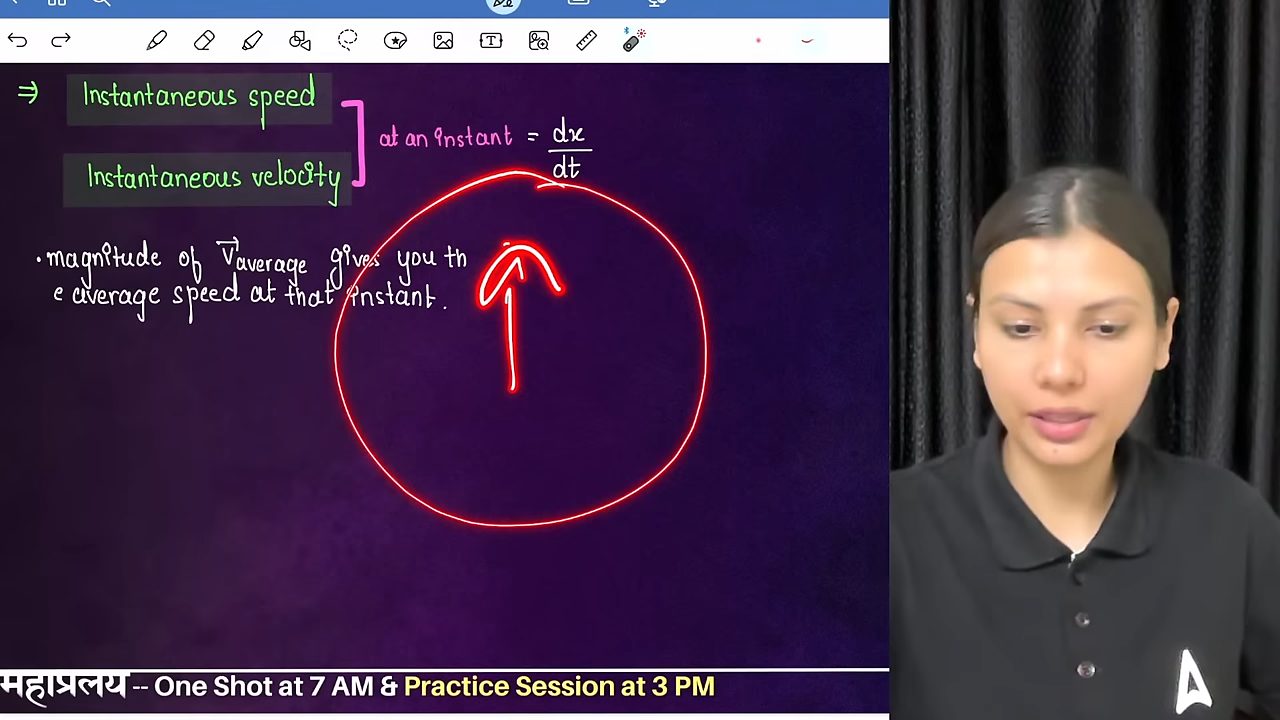 ⇒ Instantaneous speed
Instantaneous velocity
at an instant = dx
dt
• magnitude of V⃗average gives you th
e average speed at that instant.
महाप्रलय -- One Shot at 7 AM & Practice Session at 3 PM